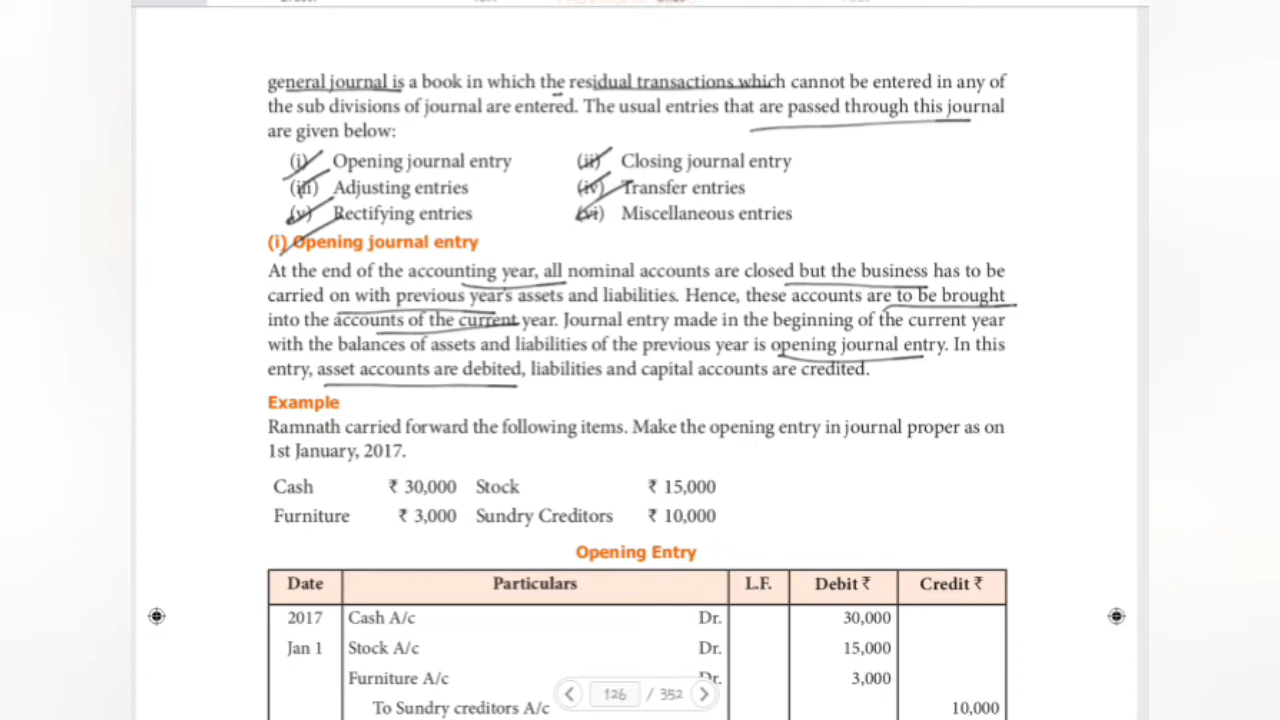 general journal is a book in which the residual transactions which cannot be entered in any of
the sub divisions of journal are entered. The usual entries that are passed through this journal
are given below:
(i) Opening journal entry (ii) Closing journal entry
(iii) Adjusting entries (iv) Transfer entries
(v) Rectifying entries (vi) Miscellaneous entries
(i) Opening journal entry
At the end of the accounting year, all nominal accounts are closed but the business has to be
carried on with previous year's assets and liabilities. Hence, these accounts are to be brought
into the accounts of the current year. Journal entry made in the beginning of the current year
with the balances of assets and liabilities of the previous year is opening journal entry. In this
entry, asset accounts are debited, liabilities and capital accounts are credited.
Example
Ramnath carried forward the following items. Make the opening entry in journal proper as on
1st January, 2017.
Cash ₹ 30,000 Stock ₹ 15,000
Furniture ₹ 3,000 Sundry Creditors ₹ 10,000
Opening Entry
Date Particulars L.F. Debit ₹ Credit ₹
2017 Cash A/c Dr. 30,000
Jan 1 Stock A/c Dr. 15,000
Furniture A/c Dr. 3,000
126 / 352
To Sundry creditors A/c 10,000